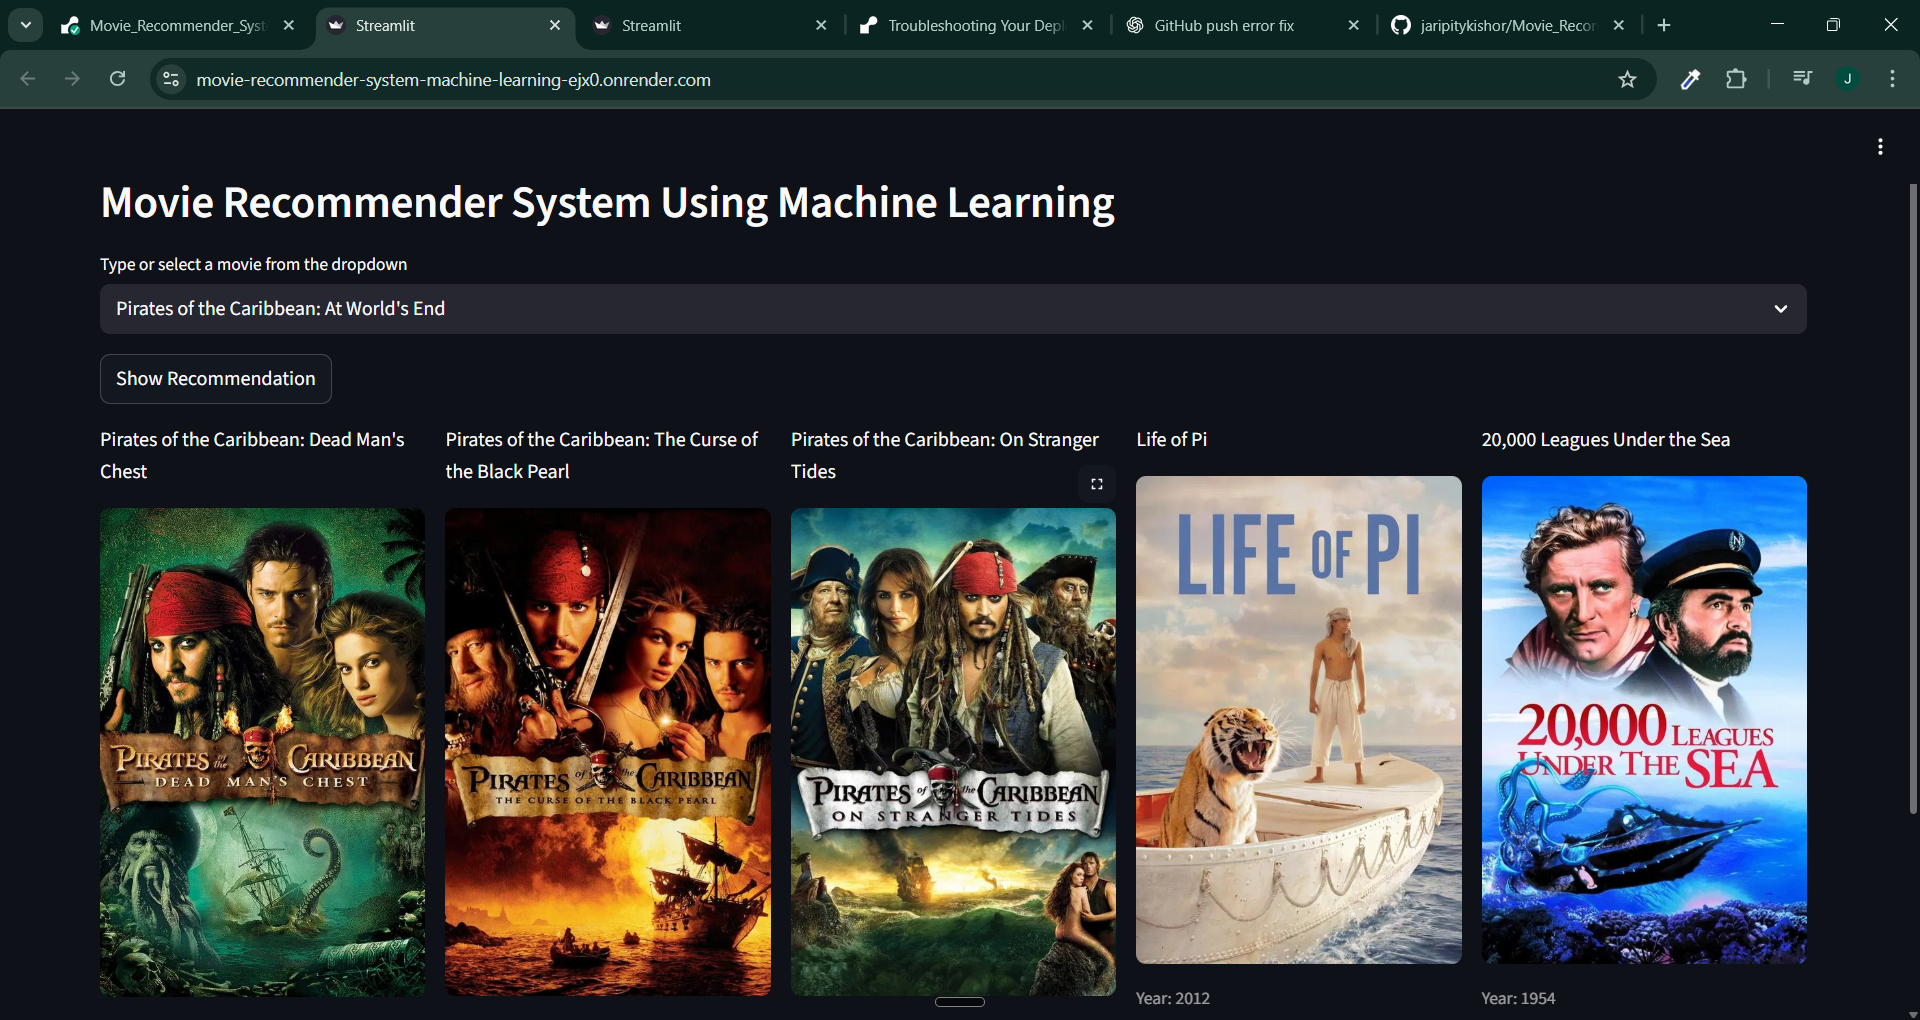 Movie_Recommender_Syst
Streamlit
Streamlit
Troubleshooting Your Depl
GitHub push error fix
jaripitykishor/Movie_Recon
movie-recommender-system-machine-learning-ejx0.onrender.com
J
Movie Recommender System Using Machine Learning
Type or select a movie from the dropdown
Pirates of the Caribbean: At World's End
Show Recommendation
Pirates of the Caribbean: Dead Man's
Chest
Pirates of the Caribbean: The Curse of
the Black Pearl
Pirates of the Caribbean: On Stranger
Tides
Life of Pi
20,000 Leagues Under the Sea
PIRATES of the CARIBBEAN
DEAD MAN'S CHEST
PIRATES of the CARIBBEAN
THE CURSE OF THE BLACK PEARL
PIRATES of the CARIBBEAN
ON STRANGER TIDES
LIFE OF PI
N
20,000 LEAGUES
UNDER THE SEA
Year: 2012
Year: 1954